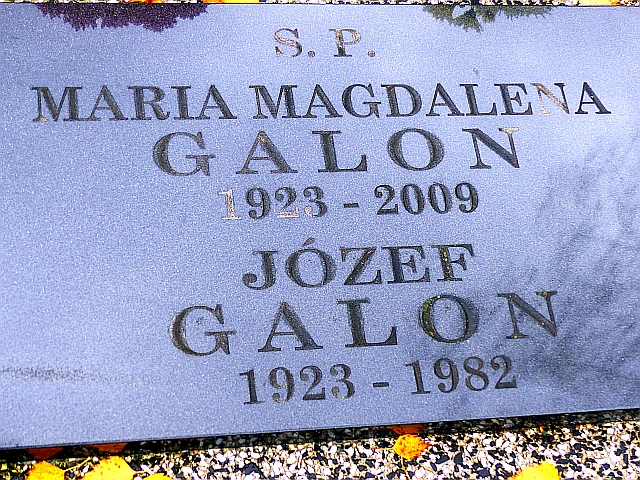 S. P.
MARIA MAGDALENA
GALON
1923 - 2009
JÓZEF
GALON
1923 - 1982